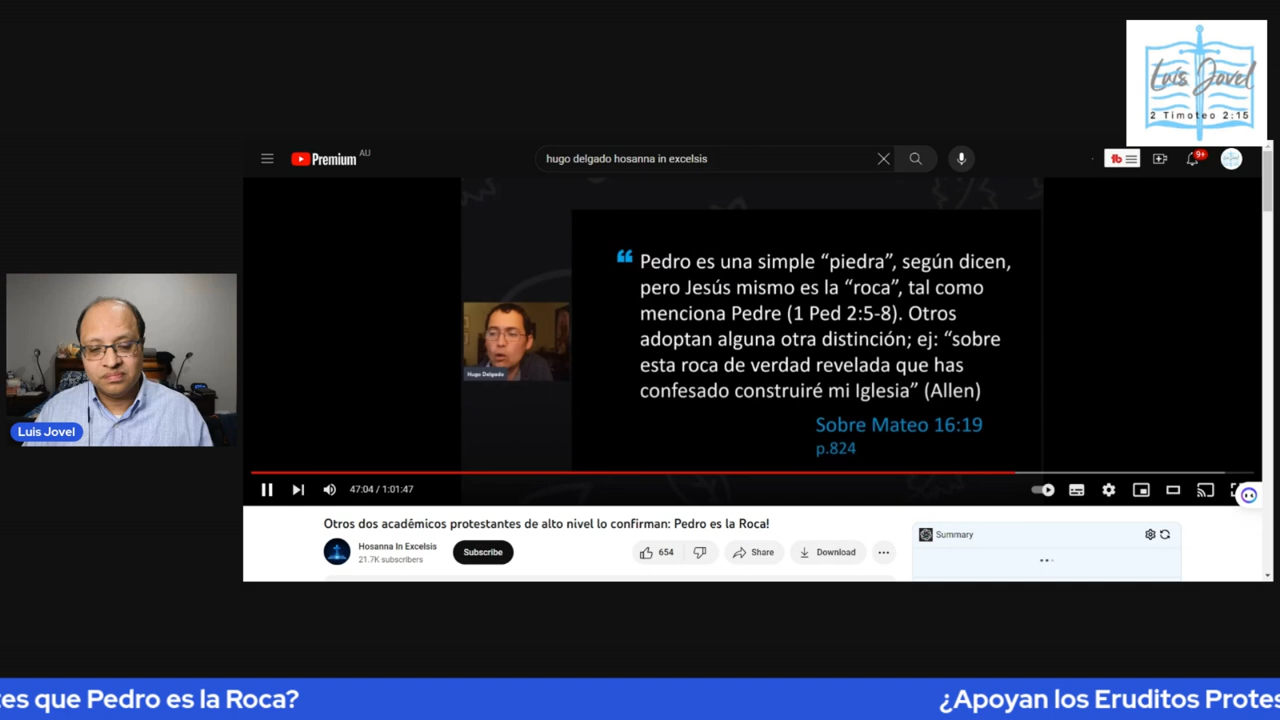 Luis Jovel
2 Timoteo 2:15
Premium AU
hugo delgado hosanna in excelsis
9+
“ Pedro es una simple “piedra”, según dicen,
pero Jesús mismo es la “roca”, tal como
menciona Pedre (1 Ped 2:5-8). Otros
adoptan alguna otra distinción; ej: “sobre
esta roca de verdad revelada que has
confesado construiré mi Iglesia” (Allen)
Sobre Mateo 16:19
p.824
Hugo Delgado
Luis Jovel
47:04 / 1:01:47
Otros dos académicos protestantes de alto nivel lo confirman: Pedro es la Roca!
Hosanna In Excelsis
21.7K subscribers
Subscribe
654
Share
Download
Summary
tes que Pedro es la Roca?
¿Apoyan los Eruditos Protes